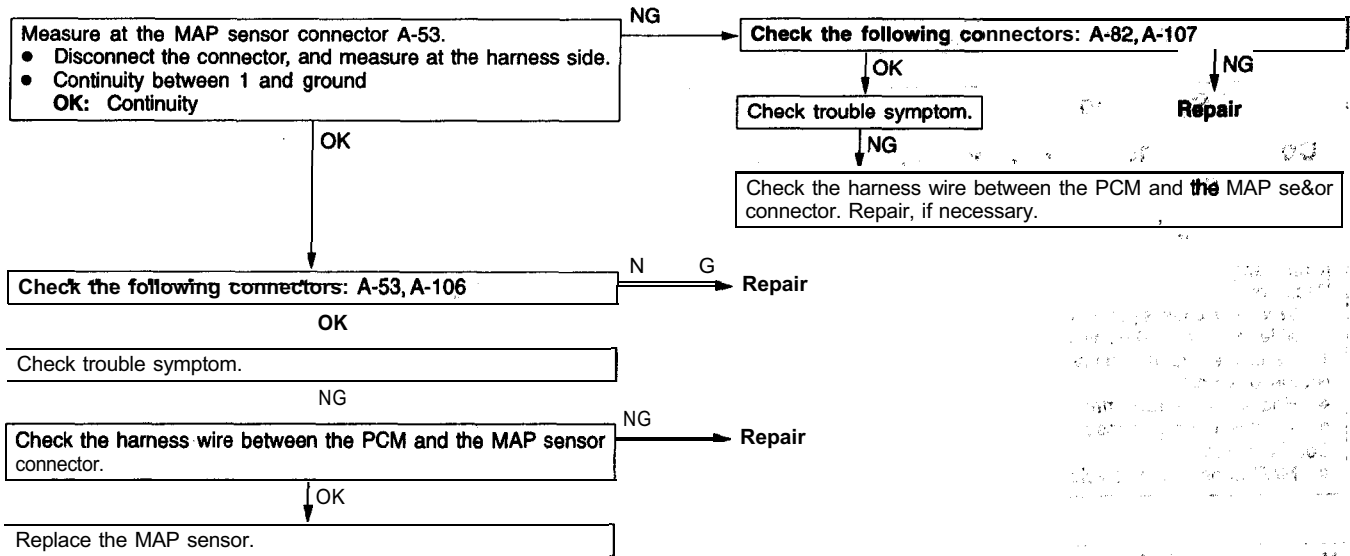 Measure at the MAP sensor connector A-53.
● Disconnect the connector, and measure at the harness side.
● Continuity between 1 and ground
OK: Continuity
NG
Check the following connectors: A-82, A-107
OK
NG
Check trouble symptom.
Repair
NG
Check the harness wire between the PCM and the MAP se&or
connector. Repair, if necessary.
OK
Check the following connectors: A-53, A-106
N G
Repair
OK
Check trouble symptom.
NG
Check the harness wire between the PCM and the MAP sensor
connector.
NG
Repair
OK
Replace the MAP sensor.